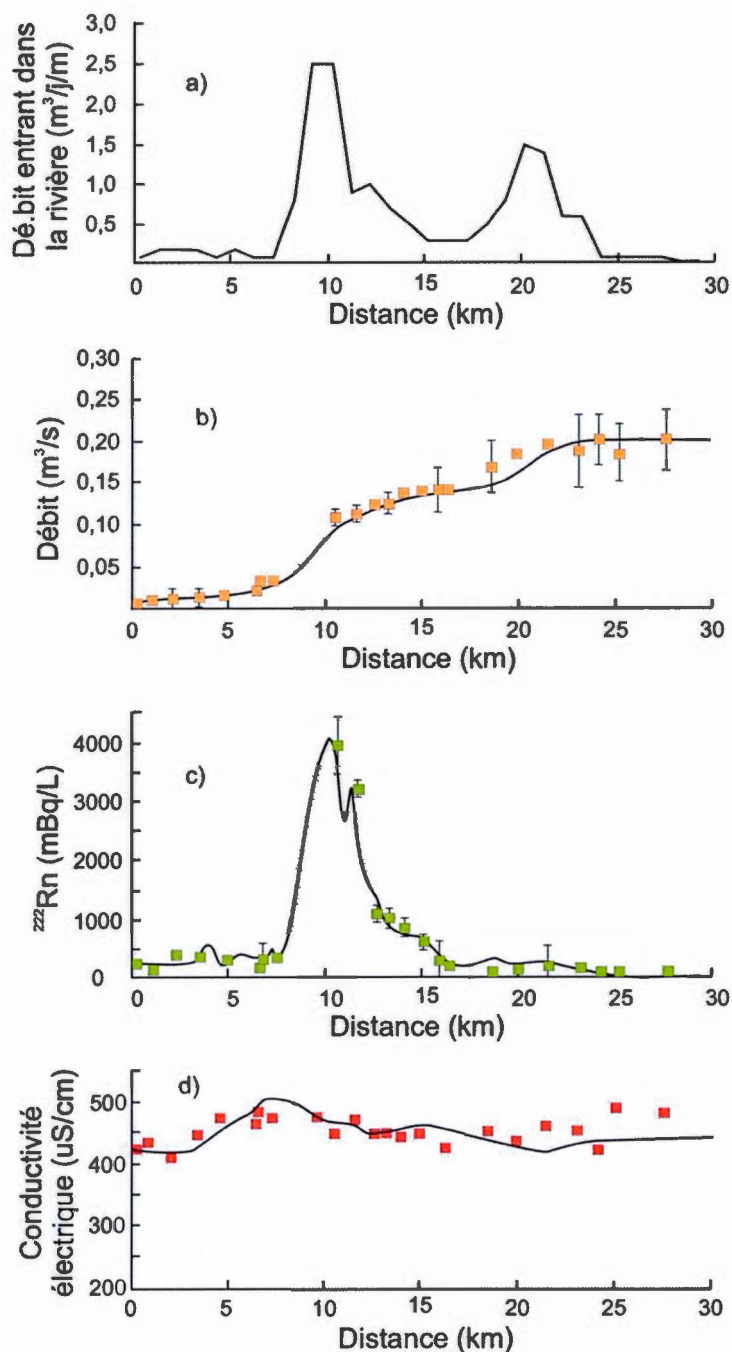 Dé.bit entrant dans
la rivière (m³/j/m)
a)
3,0
2,5
2,0
1,5
1.0
0,5
0 5 10 15 20 25 30
Distance (km)
Débit (m³/s)
b)
0,30
0,25
0,20
0,15
0,10
0,05
0 5 10 15 20 25 30
Distance (km)
²²²Rn (mBq/L)
c)
4000
3000
2000
1000
0
0 5 10 15 20 25 30
Distance (km)
Conductivité
électrique (uS/cm)
d)
500
400
300
200
0 5 10 15 20 25 30
Distance (km)